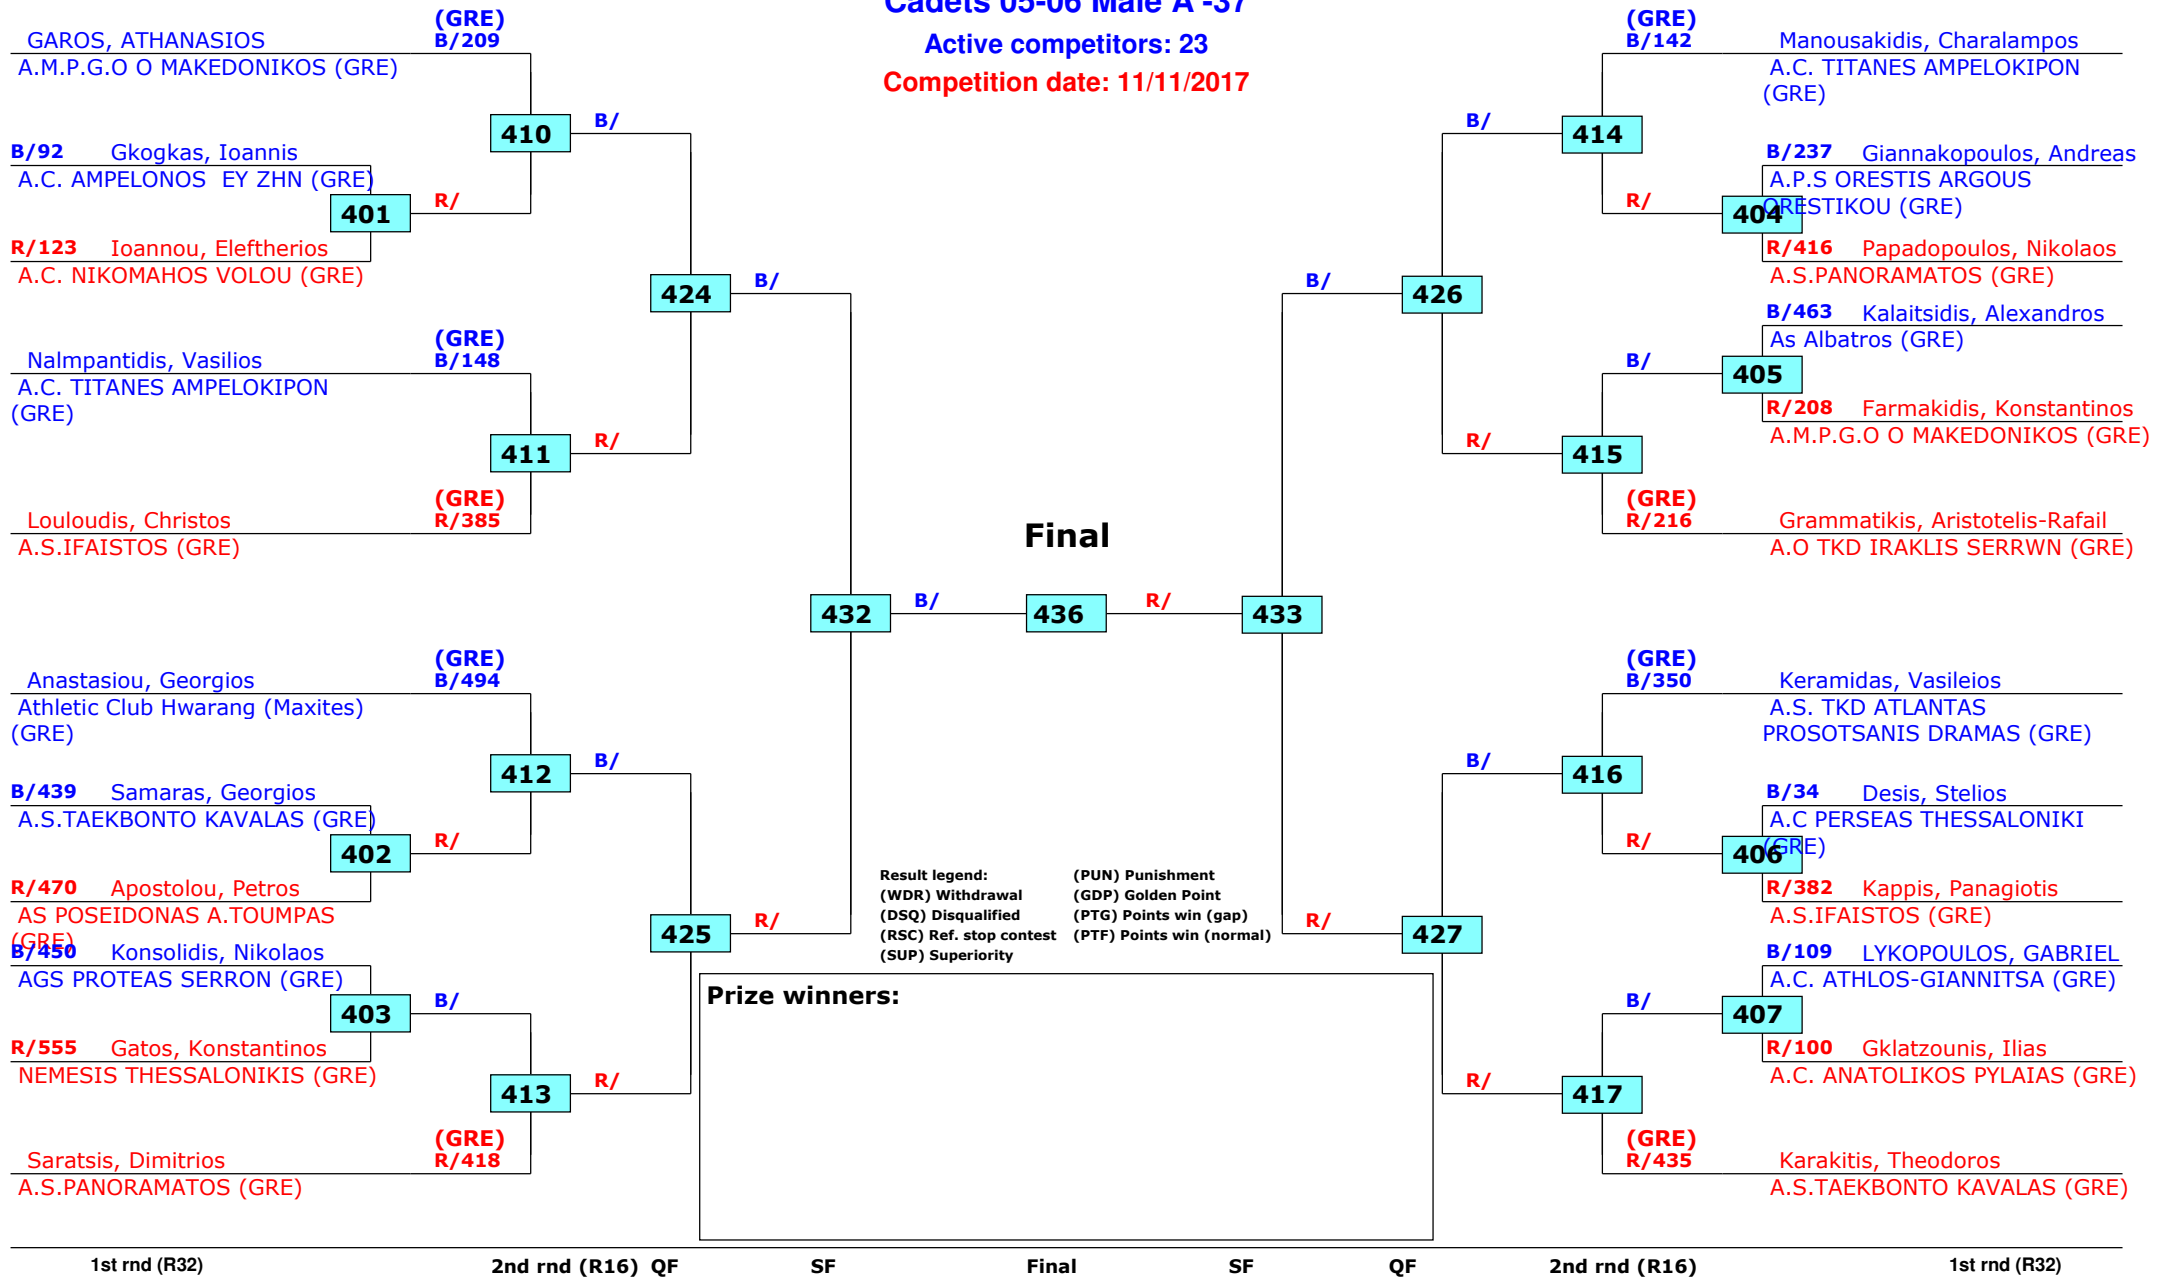 Cadets 05-06 Male A -37
Active competitors: 23
Competition date: 11/11/2017
(GRE)
GAROS, ATHANASIOS B/209
A.M.P.G.O O MAKEDONIKOS (GRE)
410
B/
B/92 Gkogkas, Ioannis
A.C. AMPELONOS  EY ZHN (GRE)
401
R/
R/123 Ioannou, Eleftherios
A.C. NIKOMAHOS VOLOU (GRE)
424
B/
(GRE)
Nalmpantidis, Vasilios B/148
A.C. TITANES AMPELOKIPON
(GRE)
411
R/
(GRE)
Louloudis, Christos R/385
A.S.IFAISTOS (GRE)
432
B/
(GRE)
Anastasiou, Georgios B/494
Athletic Club Hwarang (Maxites)
(GRE)
412
B/
B/439 Samaras, Georgios
A.S.TAEKBONTO KAVALAS (GRE)
402
R/
R/470 Apostolou, Petros
AS POSEIDONAS A.TOUMPAS
(GRE)
425
R/
B/450 Konsolidis, Nikolaos
AGS PROTEAS SERRON (GRE)
403
B/
R/555 Gatos, Konstantinos
NEMESIS THESSALONIKIS (GRE)
413
R/
(GRE)
Saratsis, Dimitrios R/418
A.S.PANORAMATOS (GRE)
Final
436
R/
433
(GRE)
B/142 Manousakidis, Charalampos
A.C. TITANES AMPELOKIPON
(GRE)
B/
414
B/237 Giannakopoulos, Andreas
A.P.S ORESTIS ARGOUS
ORESTIKOU (GRE)
R/
404
R/416 Papadopoulos, Nikolaos
A.S.PANORAMATOS (GRE)
B/
426
B/463 Kalaitsidis, Alexandros
As Albatros (GRE)
B/
405
R/208 Farmakidis, Konstantinos
A.M.P.G.O O MAKEDONIKOS (GRE)
R/
415
(GRE)
R/216 Grammatikis, Aristotelis-Rafail
A.O TKD IRAKLIS SERRWN (GRE)
(GRE)
B/350 Keramidas, Vasileios
A.S. TKD ATLANTAS
PROSOTSANIS DRAMAS (GRE)
B/
416
B/34 Desis, Stelios
A.C PERSEAS THESSALONIKI
(GRE)
R/
406
R/382 Kappis, Panagiotis
A.S.IFAISTOS (GRE)
R/
427
B/109 LYKOPOULOS, GABRIEL
A.C. ATHLOS-GIANNITSA (GRE)
B/
407
R/100 Gklatzounis, Ilias
A.C. ANATOLIKOS PYLAIAS (GRE)
R/
417
(GRE)
R/435 Karakitis, Theodoros
A.S.TAEKBONTO KAVALAS (GRE)
Result legend: (PUN) Punishment
(WDR) Withdrawal (GDP) Golden Point
(DSQ) Disqualified (PTG) Points win (gap)
(RSC) Ref. stop contest (PTF) Points win (normal)
(SUP) Superiority
Prize winners:
1st rnd (R32) 2nd rnd (R16) QF SF Final SF QF 2nd rnd (R16) 1st rnd (R32)